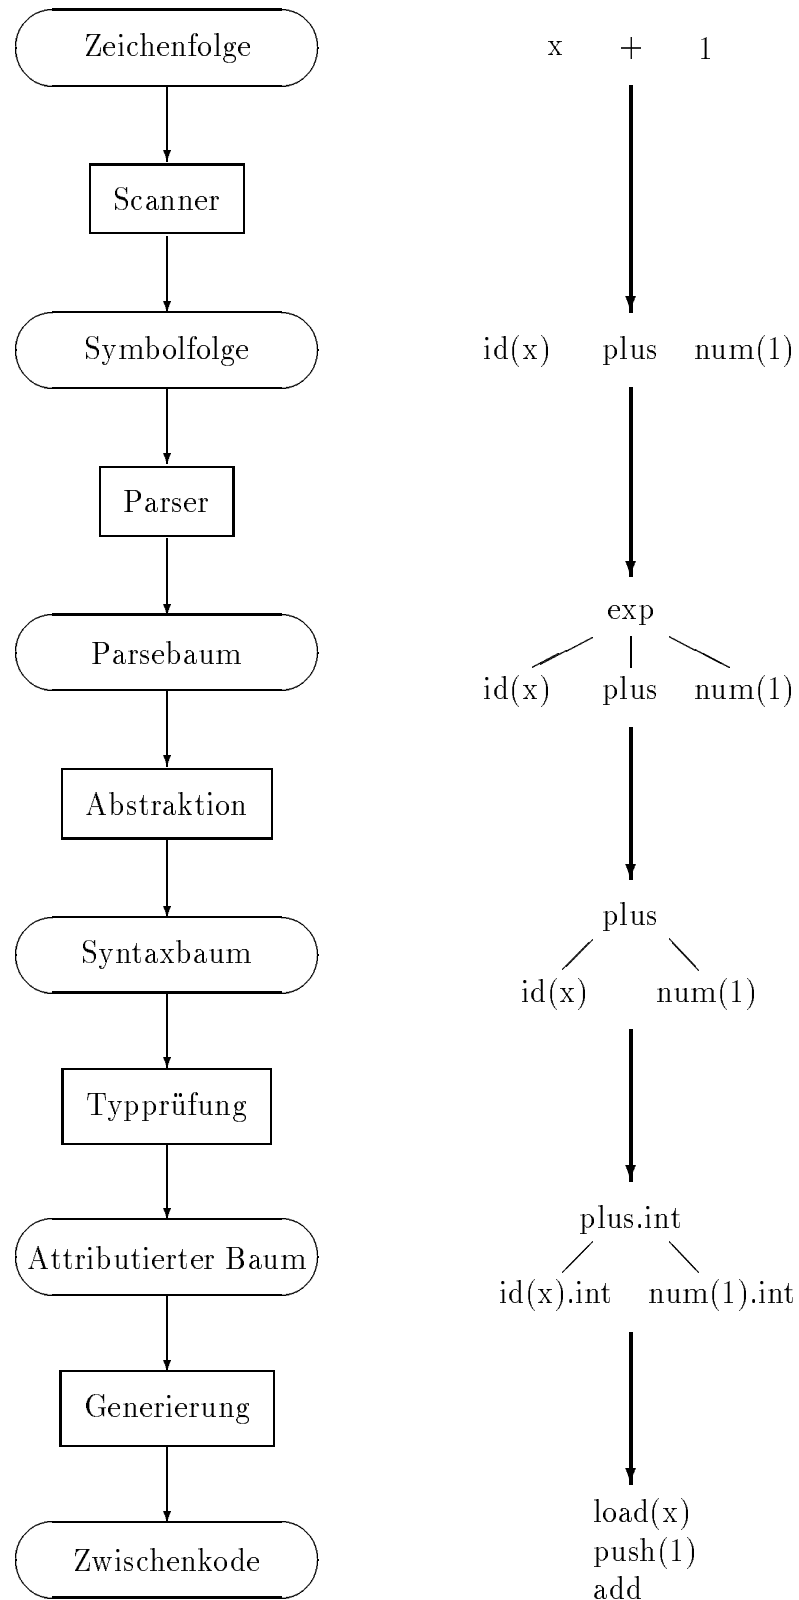 Zeichenfolge
x + 1
Scanner
Symbolfolge
id(x) plus num(1)
Parser
exp
Parsebaum
id(x) plus num(1)
Abstraktion
plus
Syntaxbaum
id(x) num(1)
Typprüfung
plus.int
Attributierter Baum
id(x).int num(1).int
Generierung
load(x)
push(1)
Zwischenkode
add